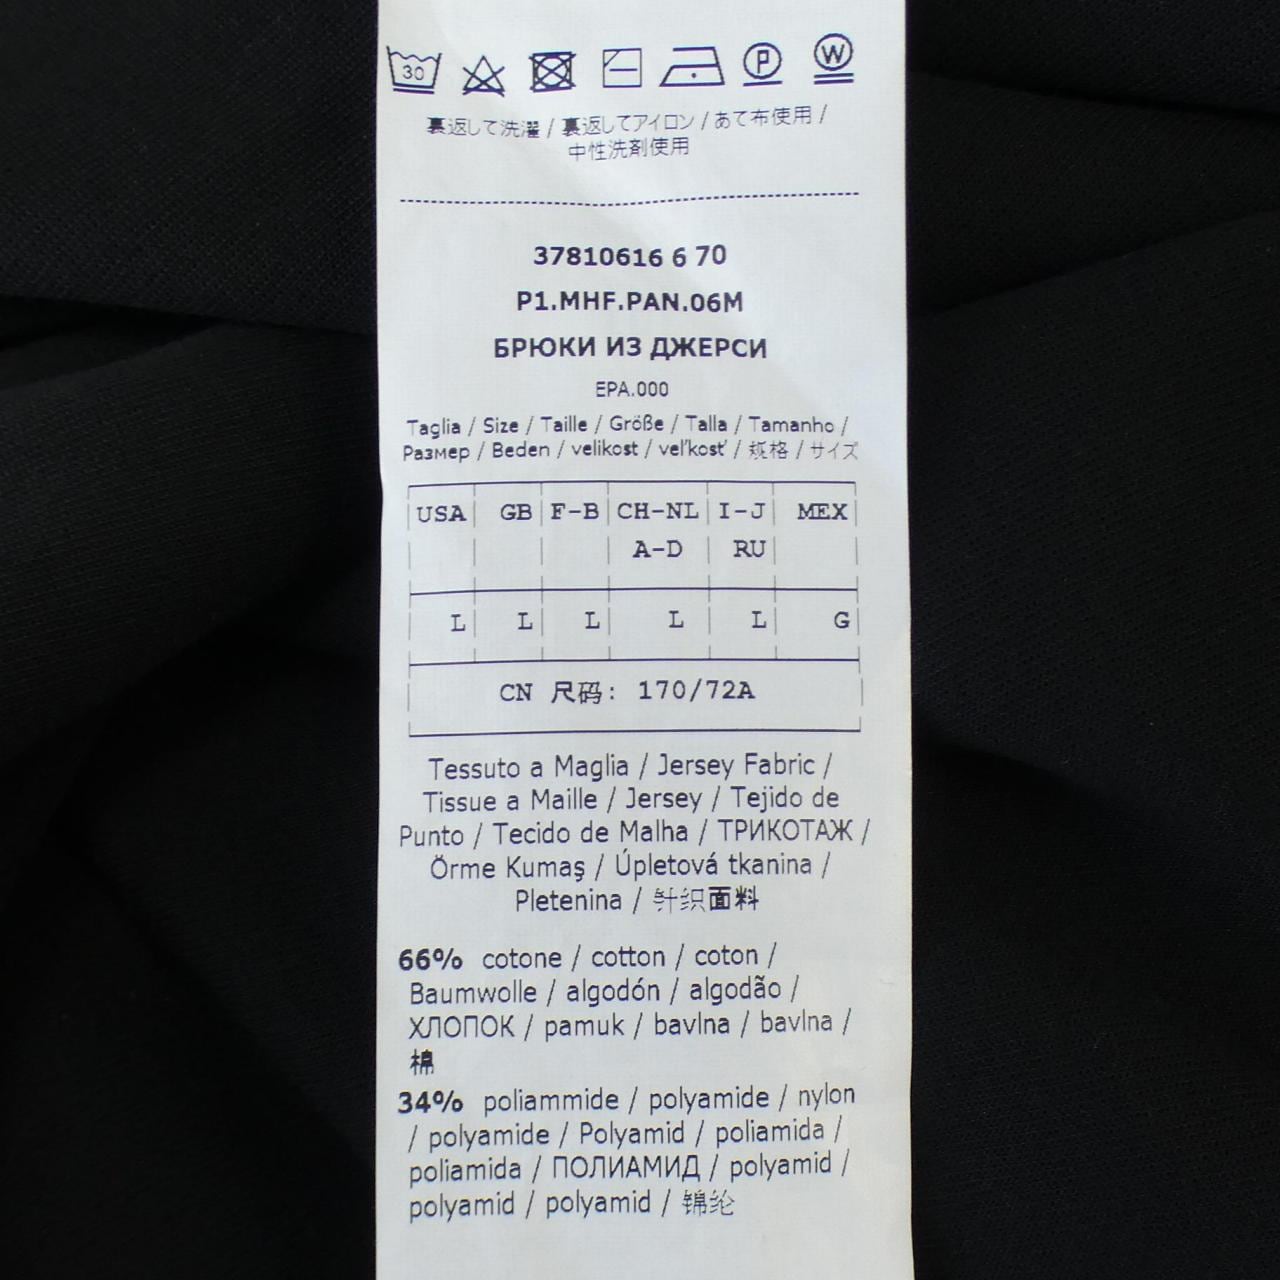 30 P W
裏返して洗濯 / 裏返してアイロン / あて布使用 /
中性洗剤使用
37810616 6 70
P1.MHF.PAN.06M
БРЮКИ ИЗ ДЖЕРСИ
EPA.000
Taglia / Size / Taille / Größe / Talla / Tamanho /
Размер / Beden / velikost / veľkosť / 规格 / サイズ
USA GB F-B CH-NL I-J MEX
A-D RU
L L L L L G
CN 尺码: 170/72A
Tessuto a Maglia / Jersey Fabric /
Tissue a Maille / Jersey / Tejido de
Punto / Tecido de Malha / ТРИКОТАЖ /
Örme Kumaş / Úpletová tkanina /
Pletenina / 针织面料
66% cotone / cotton / coton /
Baumwolle / algodón / algodão /
ХЛОПОК / pamuk / bavlna / bavlna /
棉
34% poliammide / polyamide / nylon
/ polyamide / Polyamid / poliamida /
poliamida / ПОЛИАМИД / polyamid /
polyamid / polyamid / 锦纶